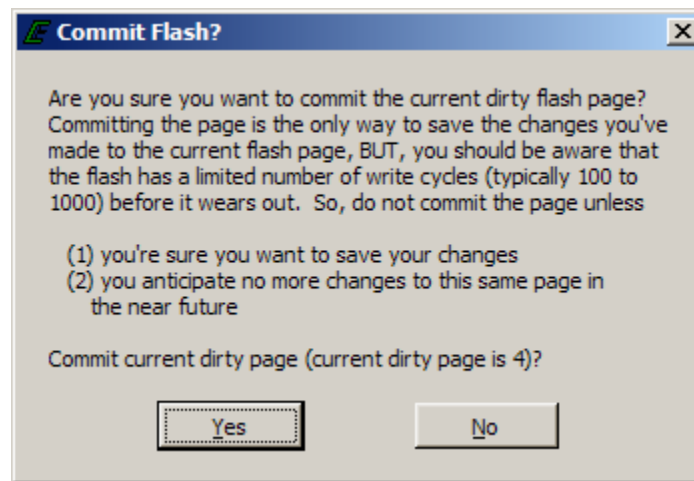 Commit Flash?
Are you sure you want to commit the current dirty flash page?
Committing the page is the only way to save the changes you've
made to the current flash page, BUT, you should be aware that
the flash has a limited number of write cycles (typically 100 to
1000) before it wears out.  So, do not commit the page unless
(1) you're sure you want to save your changes
(2) you anticipate no more changes to this same page in
the near future
Commit current dirty page (current dirty page is 4)?
Yes No